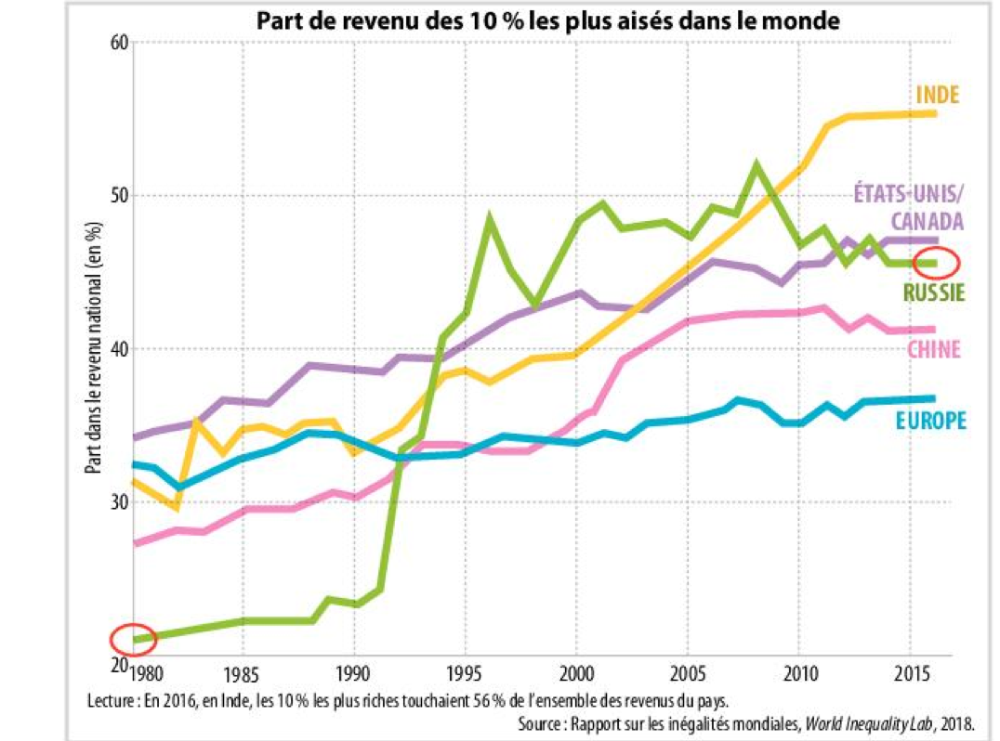 Part de revenu des 10 % les plus aisés dans le monde
Part dans le revenu national (en %)
60
50
40
30
20
INDE
ÉTATS-UNIS/
CANADA
RUSSIE
CHINE
EUROPE
1980 1985 1990 1995 2000 2005 2010 2015
Lecture : En 2016, en Inde, les 10 % les plus riches touchaient 56 % de l'ensemble des revenus du pays.
Source : Rapport sur les inégalités mondiales, World Inequality Lab, 2018.